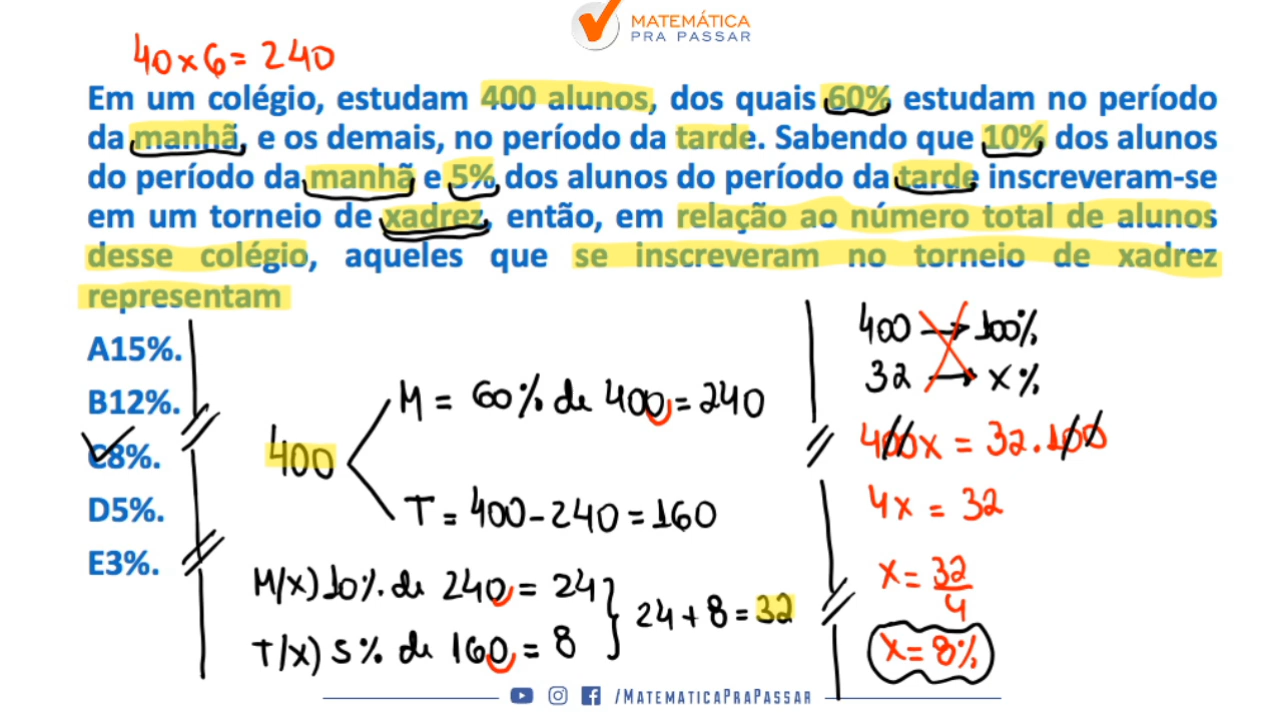 MATEMÁTICA
PRA PASSAR
40 x 6 = 240
Em um colégio, estudam 400 alunos, dos quais 60% estudam no período
da manhã, e os demais, no período da tarde. Sabendo que 10% dos alunos
do período da manhã e 5% dos alunos do período da tarde inscreveram-se
em um torneio de xadrez, então, em relação ao número total de alunos
desse colégio, aqueles que se inscreveram no torneio de xadrez
representam
A15%.
B12%.
C8%.
D5%.
E3%.
400
M = 60% de 400 = 240
T = 400 - 240 = 160
M/x) 10% de 240 = 24
T/x) 5% de 160 = 8
24 + 8 = 32
400 → 100%
32 → x%
400x = 32.100
4x = 32
x = 32/4
x = 8%
/MATEMATICAPRAPASSAR